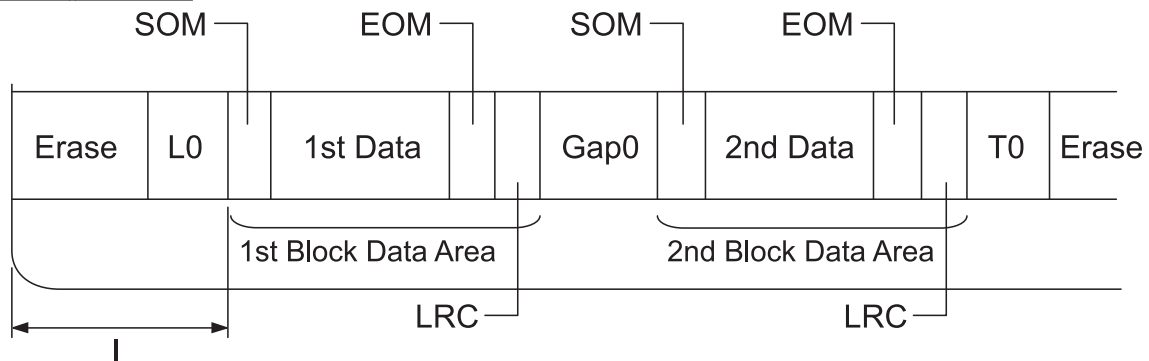 SOM EOM SOM EOM
Erase L0 1st Data Gap0 2nd Data T0 Erase
1st Block Data Area 2nd Block Data Area
LRC LRC